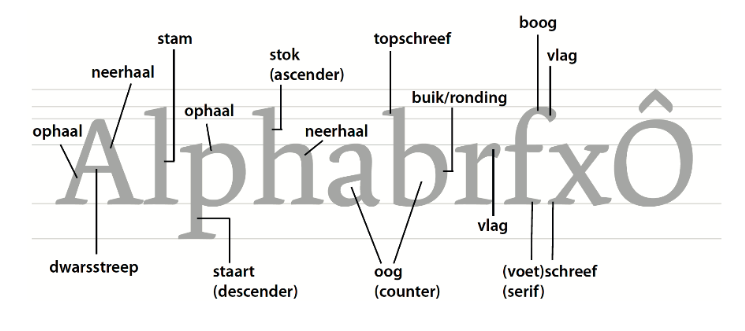 boog
stam
topschreef
vlag
stok
(ascender)
neerhaal
buik/ronding
ophaal
ophaal
neerhaal
AlphabrfxÔ
vlag
dwarsstreep
staart
(descender)
oog
(counter)
(voet)schreef
(serif)